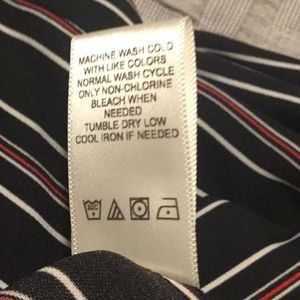 MACHINE WASH COLD
WITH LIKE COLORS
NORMAL WASH CYCLE
ONLY NON-CHLORINE
BLEACH WHEN
NEEDED
TUMBLE DRY LOW
COOL IRON IF NEEDED